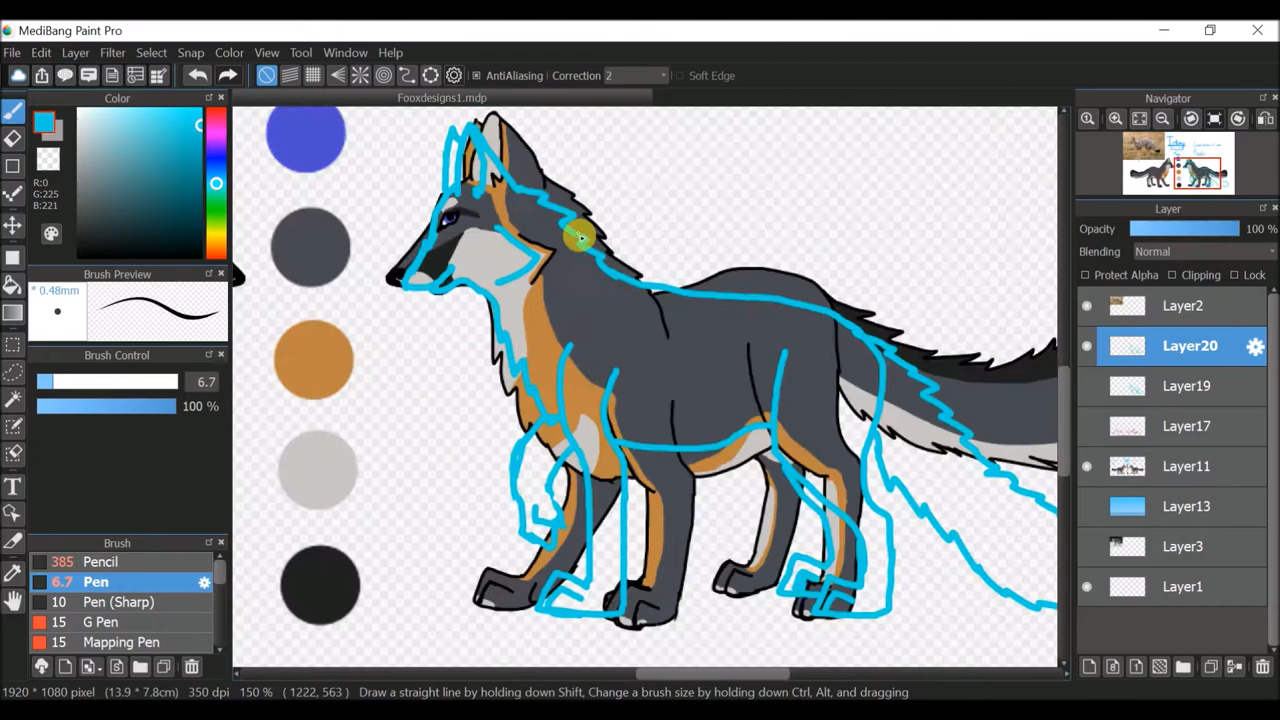 MediBang Paint Pro
File Edit View Layer Filter Select Snap Color View Tool Window Help
AntiAliasing Correction 2 Soft Edge
Color
Fooxdesigns1.mdp
Navigator
R:0
G:225
B:221
Brush Preview
* 0.48mm
Brush Control
6.7
100 %
Brush
385 Pencil
6.7 Pen
10 Pen (Sharp)
15 G Pen
15 Mapping Pen
Layer
Opacity 100 %
Blending Normal
Protect Alpha Clipping Lock
Layer2
Layer20
Layer19
Layer17
Layer11
Layer13
Layer3
Layer1
1920 * 1080 pixel (13.9 * 7.8cm) 350 dpi 150 % (1222, 563) Draw a straight line by holding down Shift, Change a brush size by holding down Ctrl, Alt, and dragging